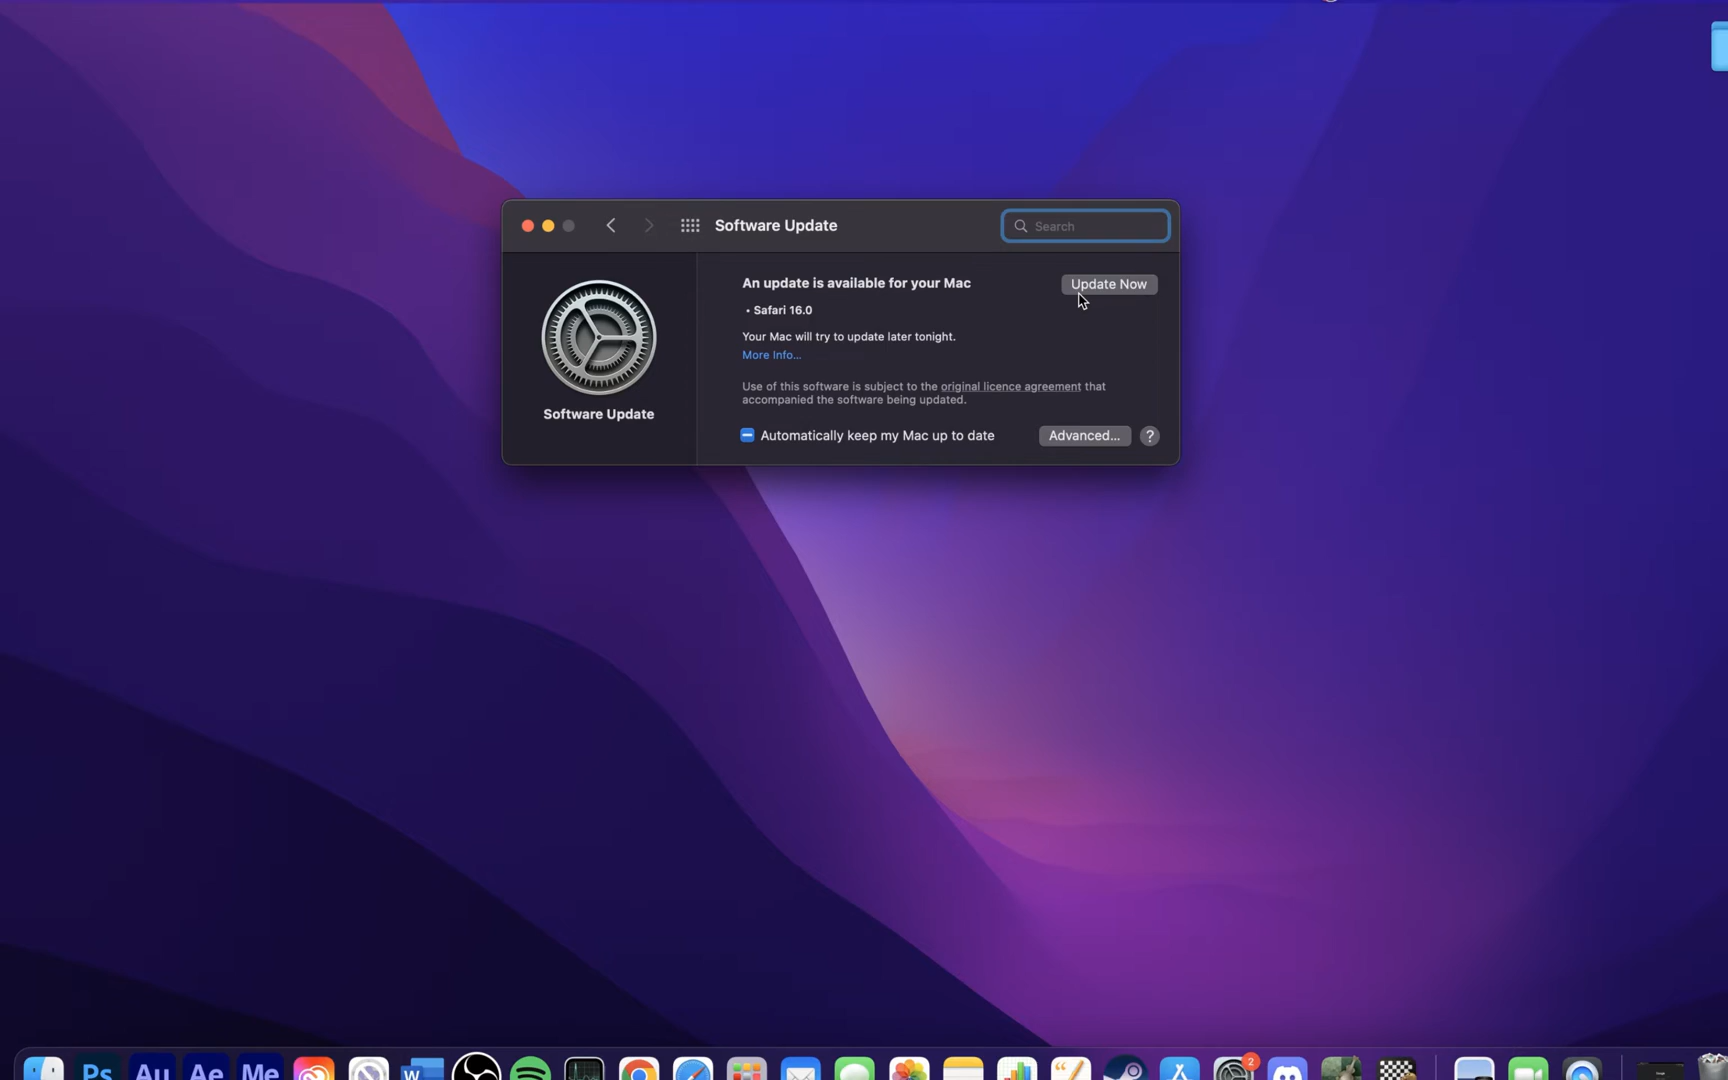 Software Update
Search
An update is available for your Mac
Update Now
• Safari 16.0
Your Mac will try to update later tonight.
More Info...
Use of this software is subject to the original licence agreement that
accompanied the software being updated.
Software Update
Automatically keep my Mac up to date
Advanced...
?
Ps
Au
Ae
Me
W
2